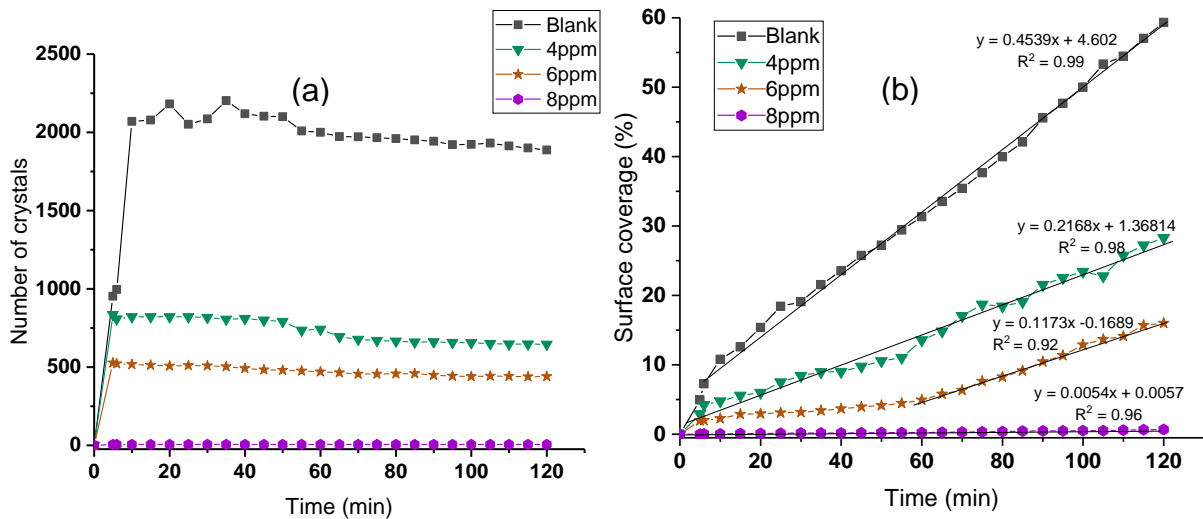 Blank
4ppm
6ppm
8ppm
(a)
Number of crystals
2500
2000
1500
1000
500
0
0 20 40 60 80 100 120
Time (min)
Blank
4ppm
6ppm
8ppm
(b)
Surface coverage (%)
60
50
40
30
20
10
0
y = 0.4539x + 4.602
R² = 0.99
y = 0.2168x + 1.36814
R² = 0.98
y = 0.1173x -0.1689
R² = 0.92
y = 0.0054x + 0.0057
R² = 0.96
0 20 40 60 80 100 120
Time (min)